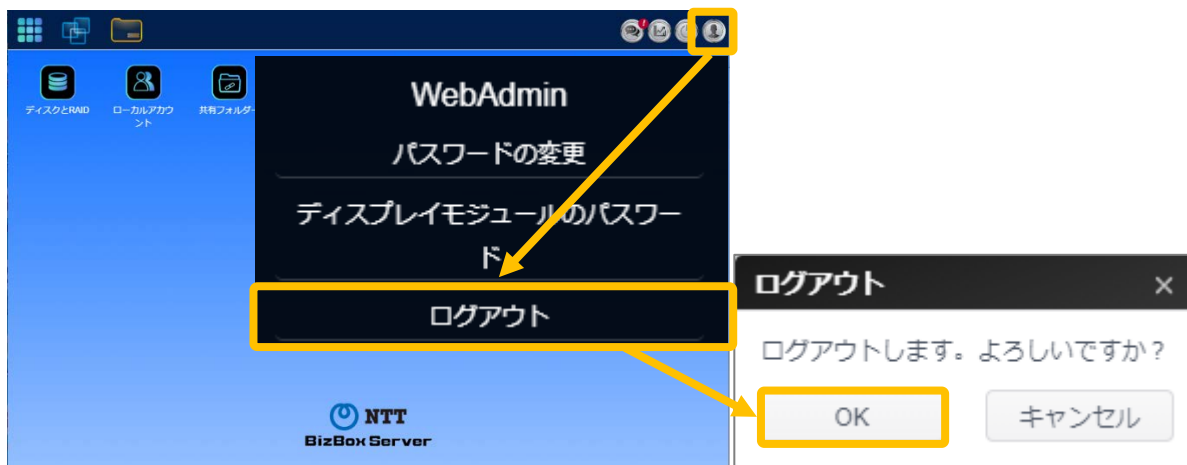 ディスクとRAID
ローカルアカウ
ント
共有フォルダー
WebAdmin
パスワードの変更
ディスプレイモジュールのパスワー
ド
ログアウト
NTT
BizBox Server
ログアウト
×
ログアウトします。よろしいですか？
OK
キャンセル